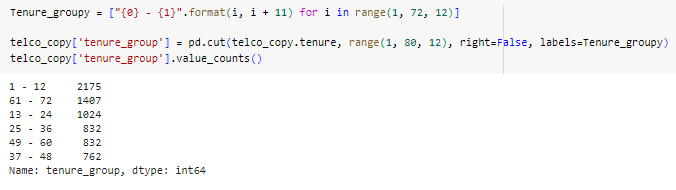 Tenure_groupy = ["{0} - {1}".format(i, i + 11) for i in range(1, 72, 12)]
telco_copy['tenure_group'] = pd.cut(telco_copy.tenure, range(1, 80, 12), right=False, labels=Tenure_groupy)
telco_copy['tenure_group'].value_counts()
1 - 12 2175
61 - 72 1407
13 - 24 1024
25 - 36 832
49 - 60 832
37 - 48 762
Name: tenure_group, dtype: int64